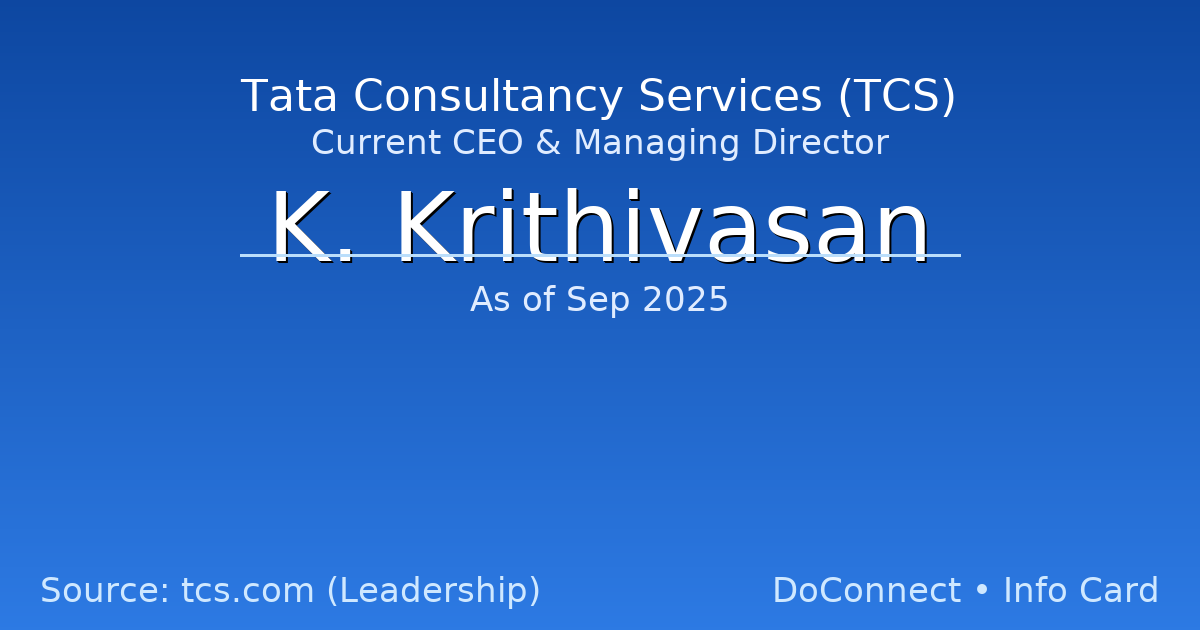 Tata Consultancy Services (TCS)
Current CEO & Managing Director
K. Krithivasan
As of Sep 2025
Source: tcs.com (Leadership)
DoConnect • Info Card